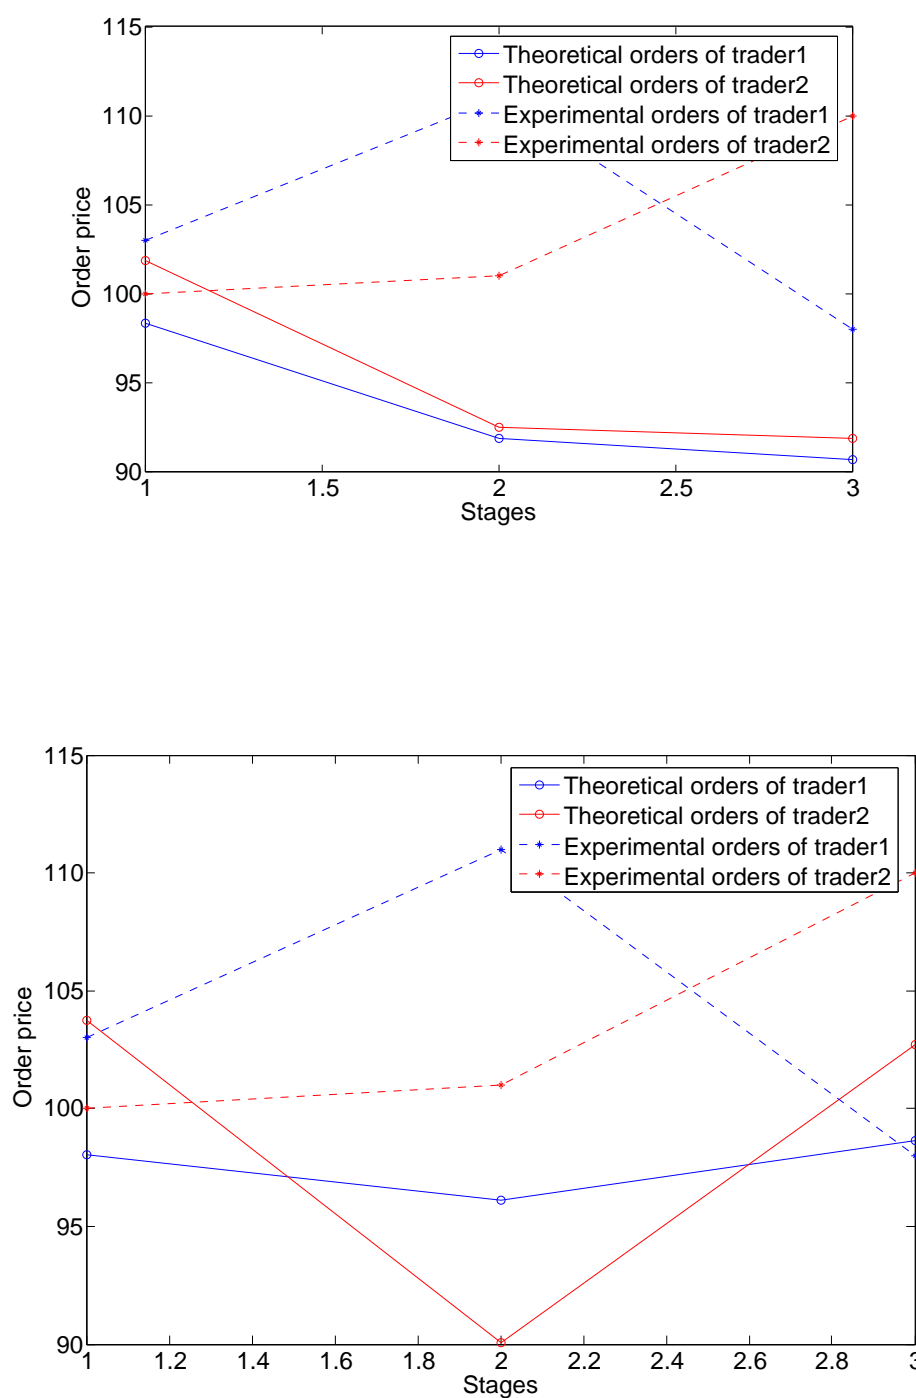 115
110
105
100
95
90
Order price
Theoretical orders of trader1
Theoretical orders of trader2
Experimental orders of trader1
Experimental orders of trader2
1 1.5 2 2.5 3
Stages
115
110
105
100
95
90
Order price
Theoretical orders of trader1
Theoretical orders of trader2
Experimental orders of trader1
Experimental orders of trader2
1 1.2 1.4 1.6 1.8 2 2.2 2.4 2.6 2.8 3
Stages